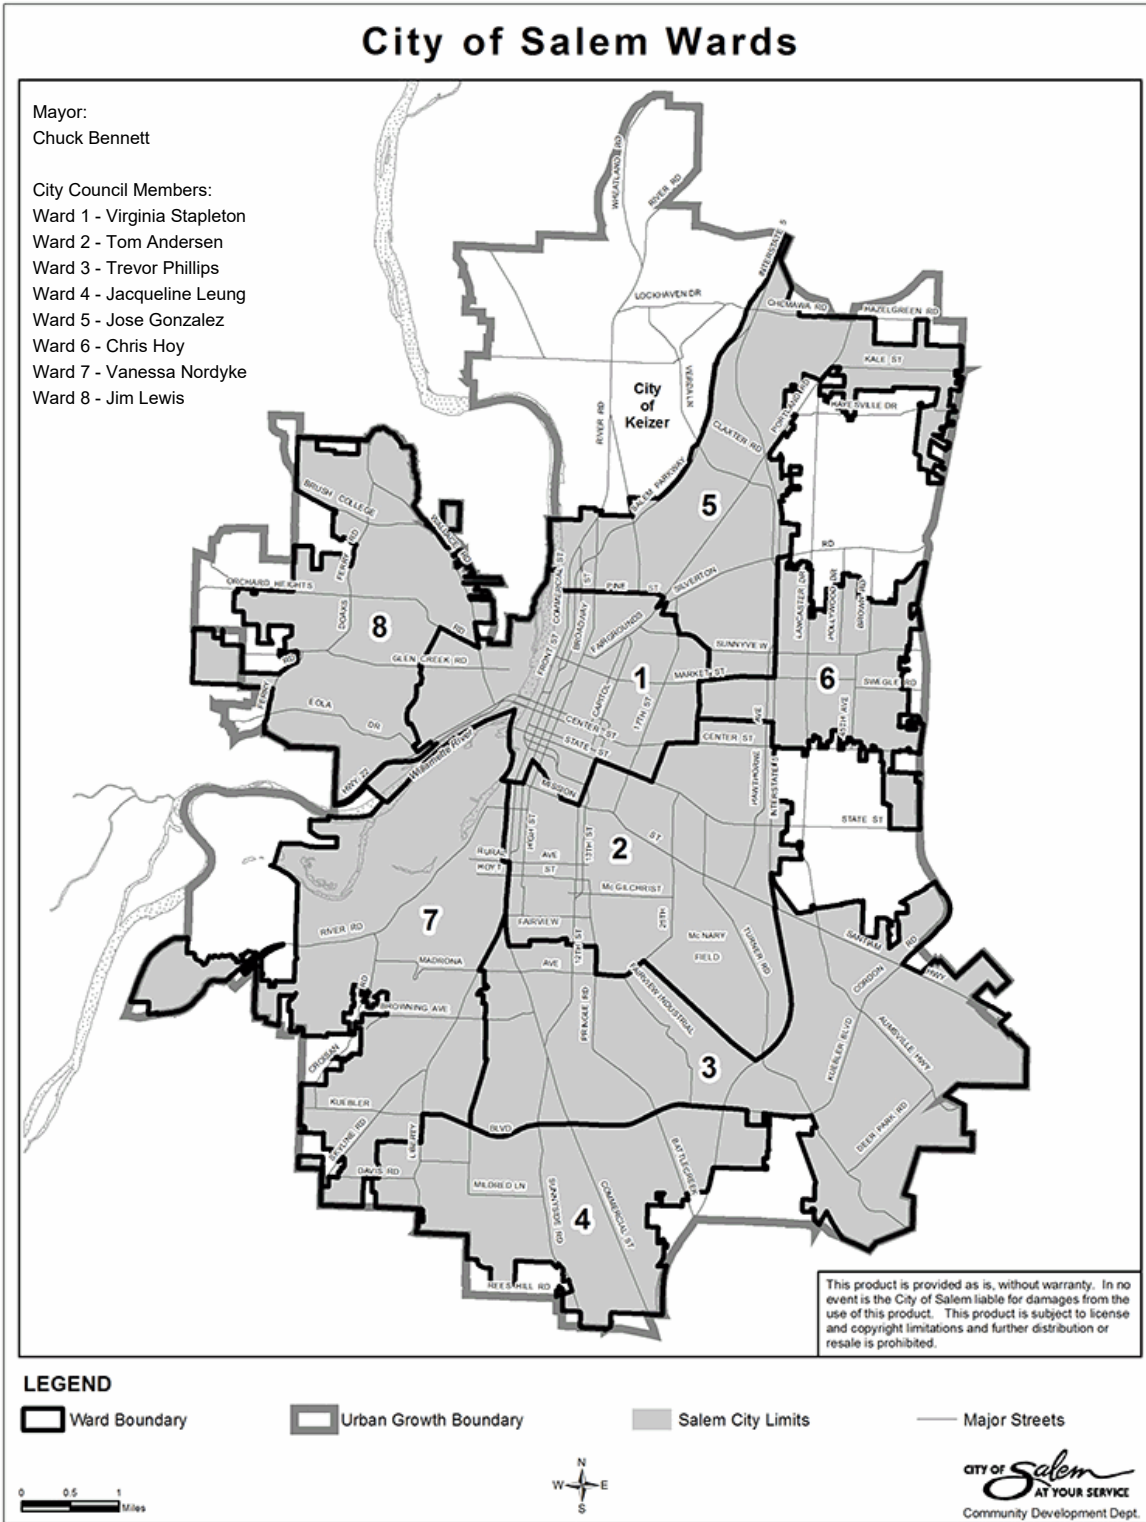 City of Salem Wards
Mayor:
Chuck Bennett
City Council Members:
Ward 1 - Virginia Stapleton
Ward 2 - Tom Andersen
Ward 3 - Trevor Phillips
Ward 4 - Jacqueline Leung
Ward 5 - Jose Gonzalez
Ward 6 - Chris Hoy
Ward 7 - Vanessa Nordyke
Ward 8 - Jim Lewis
WHEATLAND RD
RIVER RD
INTERSTATE 5
LOCKHAVEN DR
CHEMAWA RD
HAZELGREEN RD
KALE ST
VERDA LN
City
of
Keizer
PORTLAND RD
HAYESVILLE DR
RIVER RD
CLAXTER RD
SALEM PARKWAY
5
BRUSH COLLEGE
RD
WALLACE RD
DOAKS FERRY RD
ORCHARD HEIGHTS
RD
8
GLEN CREEK RD
EOLA
DR
FERRY
RD
HWY 22
Willamette River
COMMERCIAL ST
FRONT ST
BROADWAY
ST
PINE ST
SILVERTON
RD
FAIRGROUNDS
CAPITOL
17TH ST
1
MARKET ST
SUNNYVIEW
CENTER ST
STATE ST
LANCASTER DR
HOLLYWOOD DR
BROWN RD
6
SWEGLE RD
45TH AVE
CENTER ST
HAWTHORNE
AVE
INTERSTATE 5
STATE ST
MISSION
ST
HIGH ST
13TH ST
2
RURAL
AVE
HOYT
ST
McGILCHRIST
25TH
FAIRVIEW
12TH ST
McNARY
FIELD
TURNER RD
7
RIVER RD
MADRONA
AVE
BROWNING AVE
RD
CROISAN
PRINGLE RD
FAIRVIEW INDUSTRIAL
3
SANTIAM
HWY
CORDON
RD
KUEBLER BLVD
AUMSVILLE HWY
DEER PARK RD
KUEBLER
BLVD
SKYLINE RD
LIBERTY
DAVIS RD
MILDRED LN
SUNNYSIDE RD
COMMERCIAL ST
BATTLECREEK
4
REES HILL RD
This product is provided as is, without warranty. In no
event is the City of Salem liable for damages from the
use of this product. This product is subject to license
and copyright limitations and further distribution or
resale is prohibited.
LEGEND
Ward Boundary
Urban Growth Boundary
Salem City Limits
Major Streets
0 0.5 1
Miles
N
W E
S
CITY OF Salem
AT YOUR SERVICE
Community Development Dept.